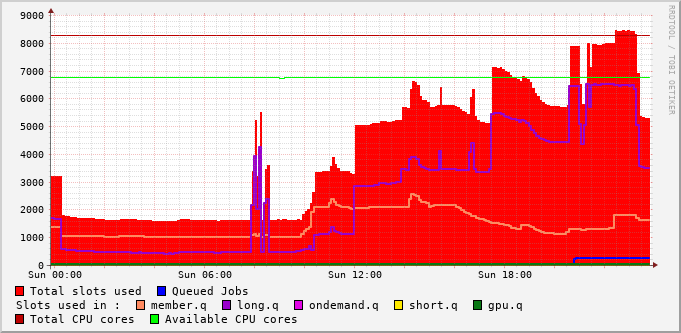 9000
8000
7000
6000
5000
4000
3000
2000
1000
0
Sun 00:00 Sun 06:00 Sun 12:00 Sun 18:00
RRDTOOL / TOBI OETIKER
Total slots used Queued Jobs
Slots used in : member.q long.q ondemand.q short.q gpu.q
Total CPU cores Available CPU cores